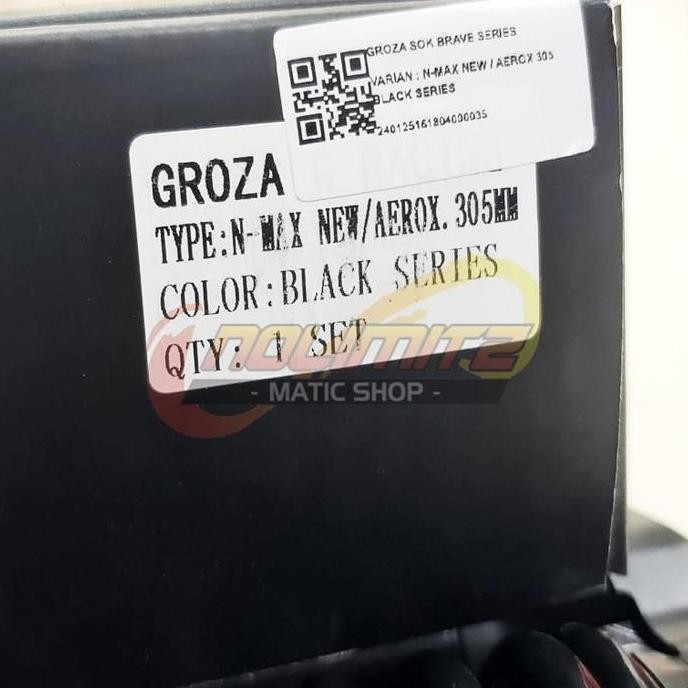 GROZA SOK BRAVE SERIES
VARIAN : N-MAX NEW / AEROX 305
BLACK SERIES
240125161804000035
GROZA
TYPE:N-MAX NEW/AEROX.305MM
COLOR:BLACK SERIES
QTY: 1 SET
NOLIMITZ
- MATIC SHOP -